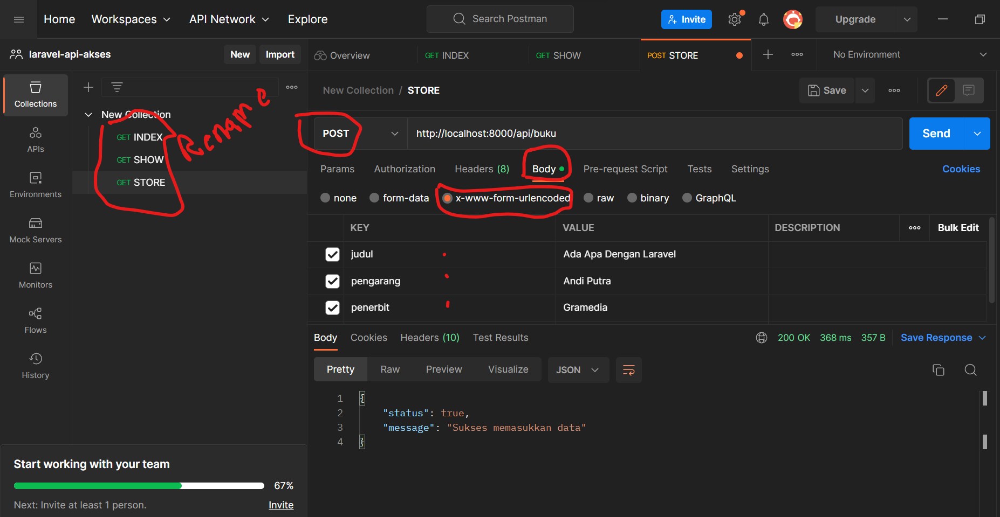 Home
Workspaces
API Network
Explore
Search Postman
Invite
Upgrade
laravel-api-akses
New
Import
Overview
GET INDEX
GET SHOW
POST STORE
No Environment
Collections
APIs
Environments
Mock Servers
Monitors
Flows
History
New Collection
GET INDEX
GET SHOW
GET STORE
Rename
New Collection / STORE
Save
POST
http://localhost:8000/api/buku
Send
Params
Authorization
Headers (8)
Body
Pre-request Script
Tests
Settings
Cookies
none
form-data
x-www-form-urlencoded
raw
binary
GraphQL
KEY
VALUE
DESCRIPTION
Bulk Edit
judul
Ada Apa Dengan Laravel
pengarang
Andi Putra
penerbit
Gramedia
Body
Cookies
Headers (10)
Test Results
200 OK
368 ms
357 B
Save Response
Pretty
Raw
Preview
Visualize
JSON
1 {
2 "status": true,
3 "message": "Sukses memasukkan data"
4 }
Start working with your team
67%
Next: Invite at least 1 person.
Invite